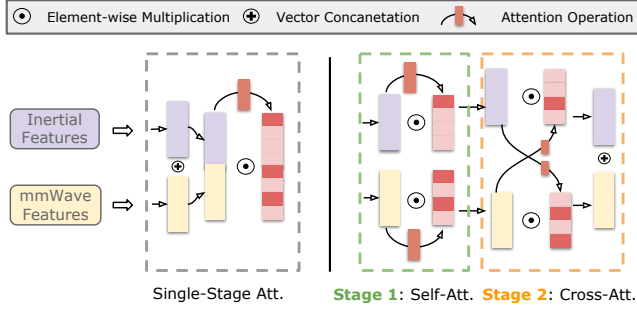 Element-wise Multiplication Vector Concanetation Attention Operation
Inertial
Features
mmWave
Features
Single-Stage Att.
Stage 1: Self-Att. Stage 2: Cross-Att.